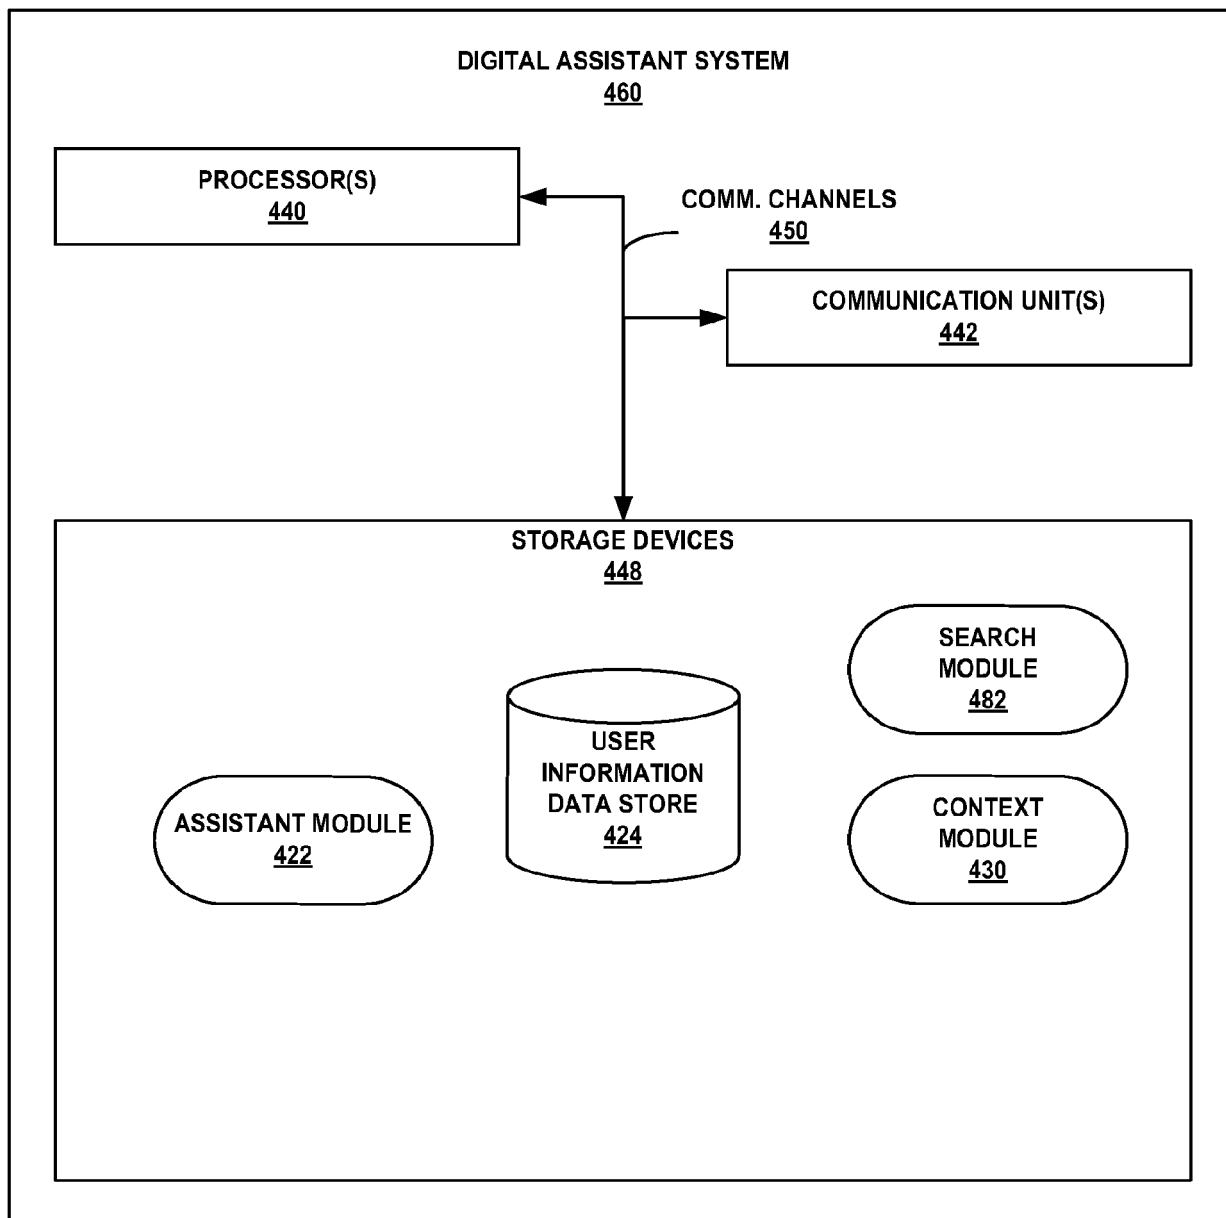 DIGITAL ASSISTANT SYSTEM
460
PROCESSOR(S)
440
COMM. CHANNELS
450
COMMUNICATION UNIT(S)
442
STORAGE DEVICES
448
SEARCH
MODULE
482
USER
INFORMATION
DATA STORE
424
ASSISTANT MODULE
422
CONTEXT
MODULE
430